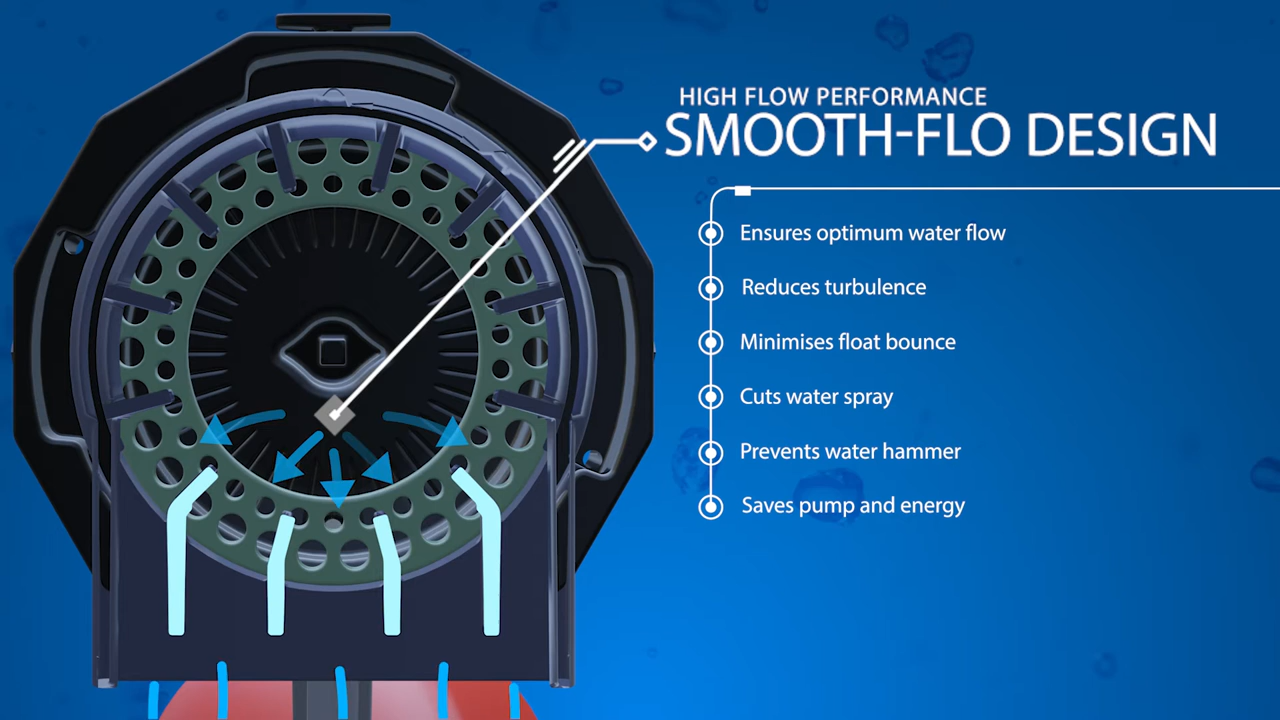 HIGH FLOW PERFORMANCE
SMOOTH-FLO DESIGN
Ensures optimum water flow
Reduces turbulence
Minimises float bounce
Cuts water spray
Prevents water hammer
Saves pump and energy